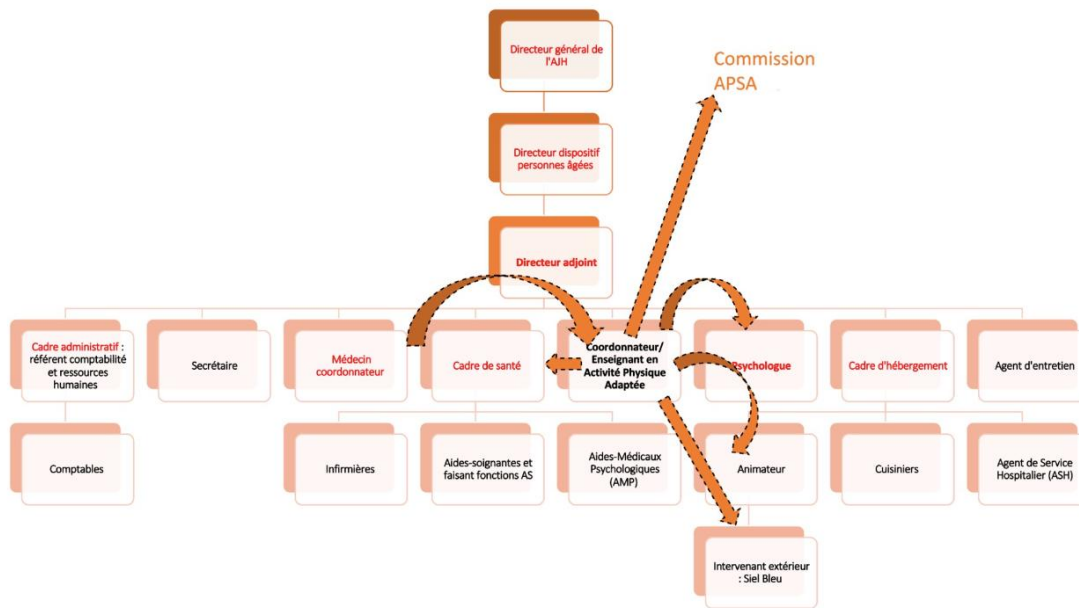 Directeur général de
l'AJH
Commission
APSA
Directeur dispositif
personnes âgées
Directeur adjoint
Cadre administratif :
référent comptabilité
et ressources
humaines
Secrétaire
Médecin
coordonnateur
Cadre de santé
Coordonnateur/
Enseignant en
Activité Physique
Adaptée
Psychologue
Cadre d'hébergement
Agent d'entretien
Comptables
Infirmières
Aides-soignantes et
faisant fonctions AS
Aides-Médicaux
Psychologiques
(AMP)
Animateur
Cuisiniers
Agent de Service
Hospitalier (ASH)
Intervenant extérieur
: Siel Bleu